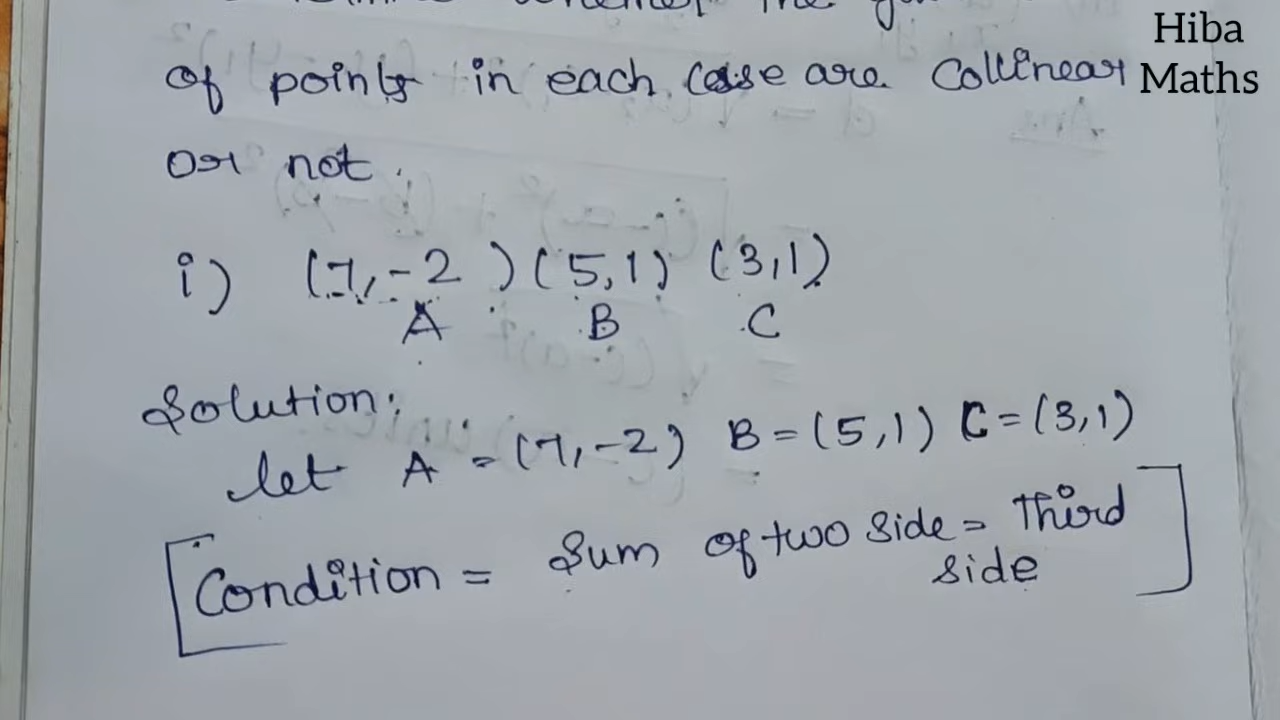 Hiba
Maths
of points in each case are Collinear
or not.
i) (7,-2) (5,1) (3,1)
A B C
Solution:
let A = (7,-2) B = (5,1) C = (3,1)
[Condition = Sum of two side = Third
side]